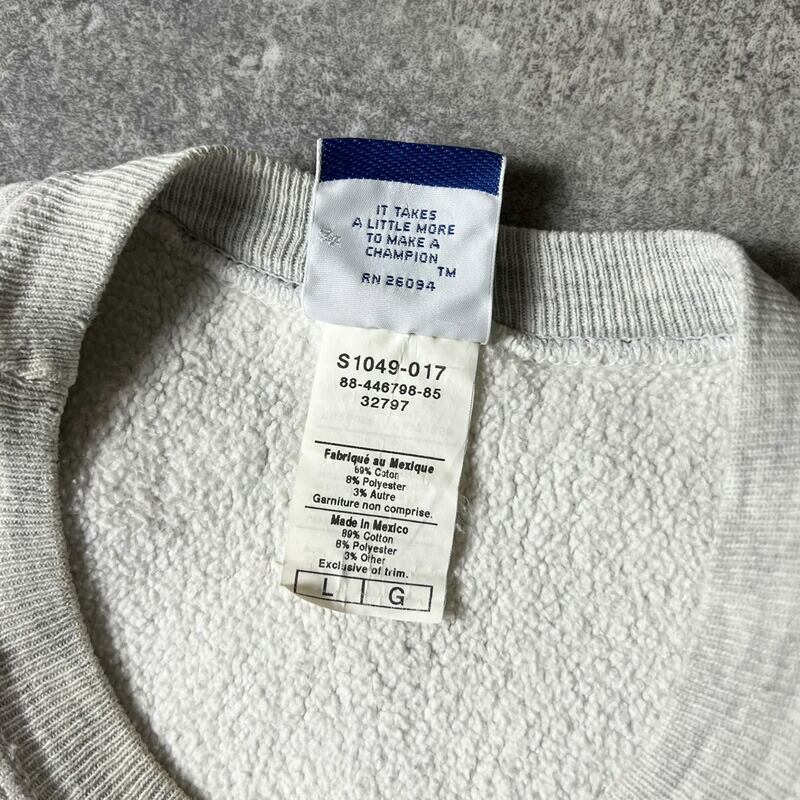 IT TAKES
A LITTLE MORE
TO MAKE A
CHAMPION ™
RN 26094
S1049-017
88-446798-85
32797
Fabriqué au Mexique
89% Coton
8% Polyester
3% Autre
Garniture non comprise.
Made in Mexico
89% Cotton
8% Polyester
3% Other
Exclusive of trim.
L G